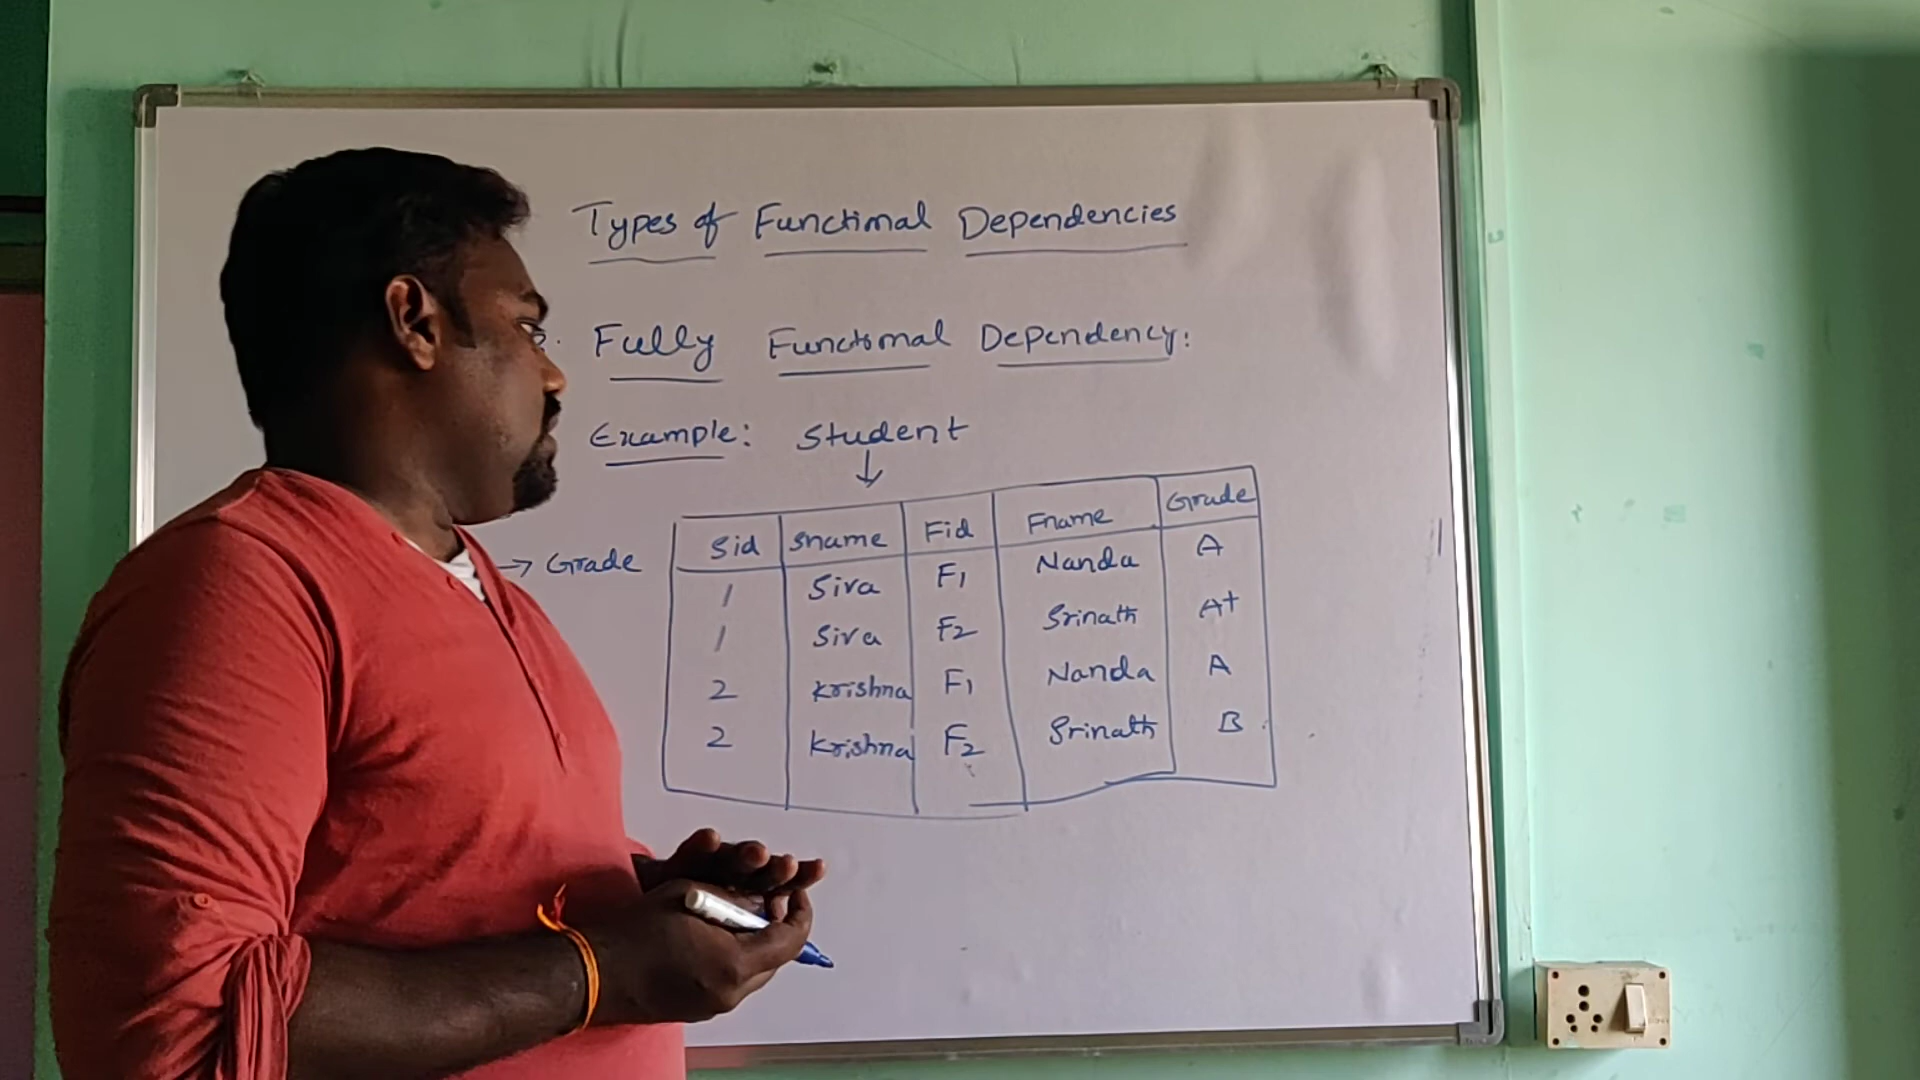 Types of Functional Dependencies
2. Fully Functional Dependency:
Example: Student
↓
→ Grade
Sid Sname Fid Fname Grade
1 Siva F1 Nanda A
1 Siva F2 Srinath A+
2 Krishna F1 Nanda A
2 Krishna F2 Srinath B